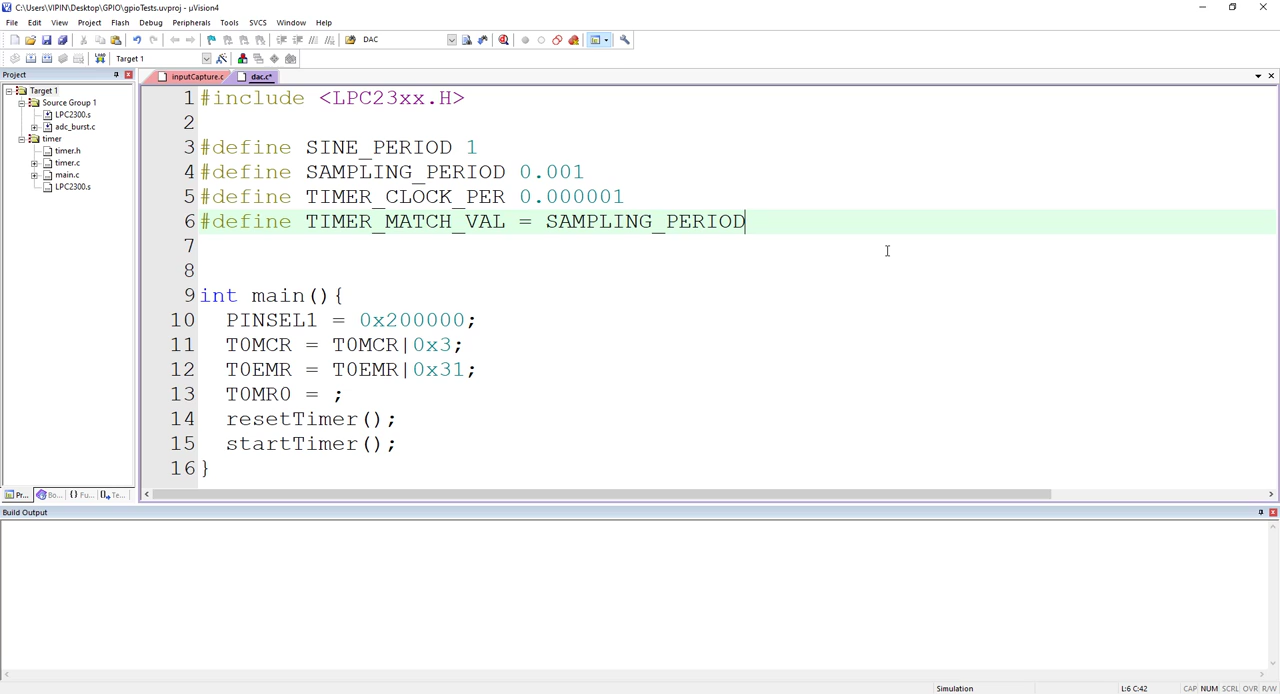 C:\Users\VIPIN\Desktop\GPIO\gpioTests.uvproj - µVision4
File Edit View Project Flash Debug Peripherals Tools SVCS Window Help
DAC
Target 1
Project
inputCapture.c dac.c*
Target 1
Source Group 1
LPC2300.s
adc_burst.c
timer
timer.h
timer.c
main.c
LPC2300.s
1 #include <LPC23xx.H>
2
3 #define SINE_PERIOD 1
4 #define SAMPLING_PERIOD 0.001
5 #define TIMER_CLOCK_PER 0.000001
6 #define TIMER_MATCH_VAL = SAMPLING_PERIOD
7
8
9 int main(){
10 PINSEL1 = 0x200000;
11 T0MCR = T0MCR|0x3;
12 T0EMR = T0EMR|0x31;
13 T0MR0 = ;
14 resetTimer();
15 startTimer();
16 }
Pr... Bo... {} Fu... Te...
Build Output
Simulation L:6 C:42 CAP NUM SCRL OVR R/W